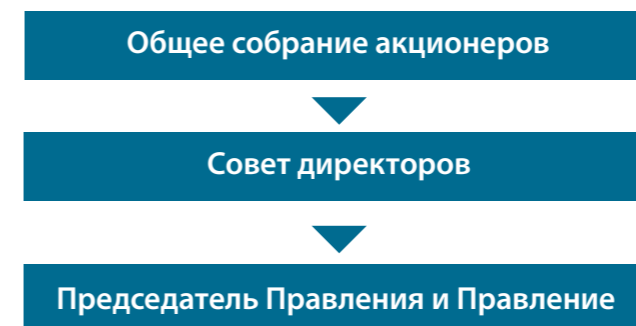 Общее собрание акционеров
Совет директоров
Председатель Правления и Правление